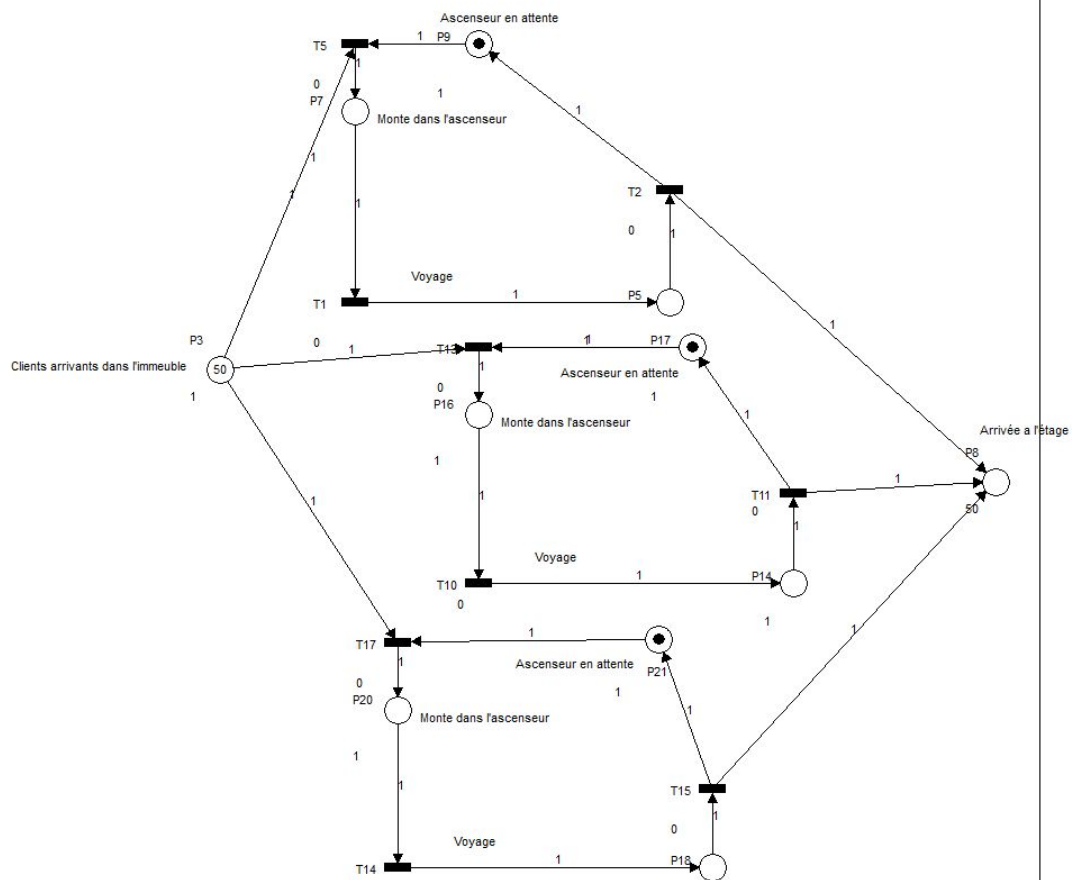 Ascenseur en attente
T5
1
P9
1
0
P7
1
Monte dans l'ascenseur
1
1
1
1
T2
0
1
Voyage
T1
1
P5
0
1
P3
Clients arrivants dans l'immeuble
50
1
1
T13
P17
Ascenseur en attente
1
0
P16
1
Monte dans l'ascenseur
1
1
1
Arrivée a l'étage
P8
50
1
T11
0
1
Voyage
T10
1
P14
0
1
1
1
T17
1
P21
Ascenseur en attente
1
1
0
P20
Monte dans l'ascenseur
1
1
1
T15
0
1
Voyage
T14
1
P18